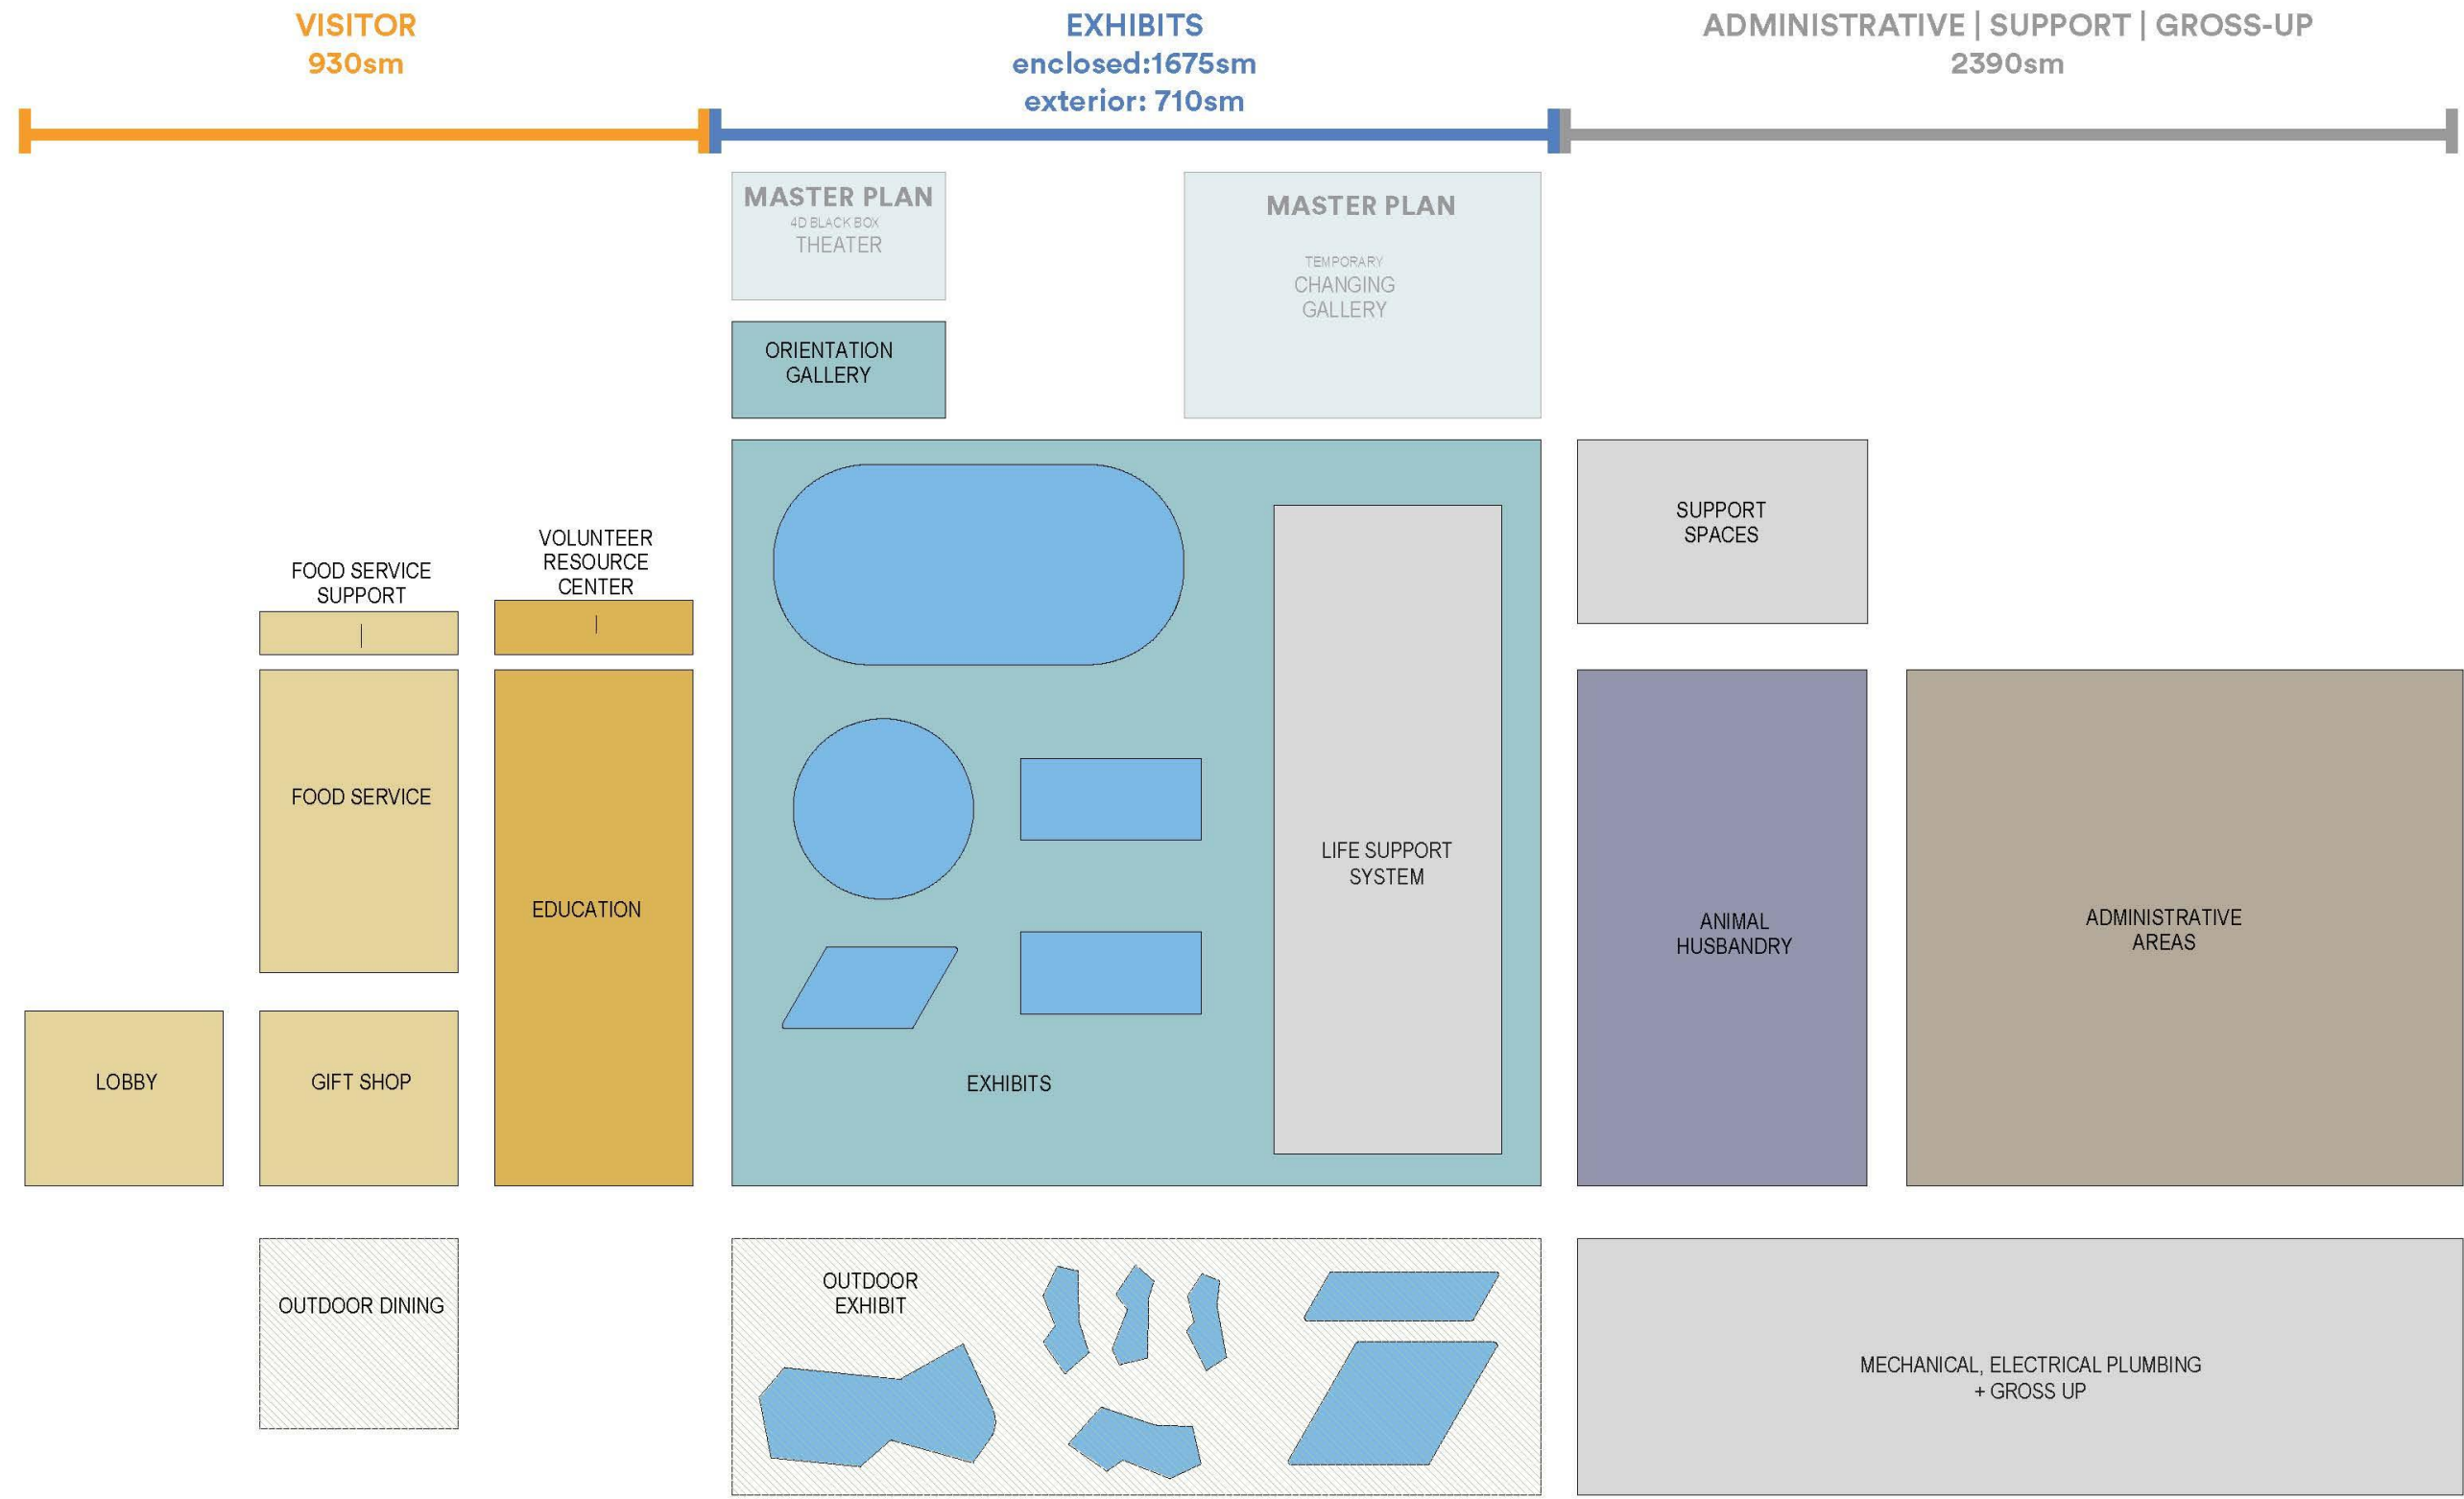 VISITOR
930sm
EXHIBITS
enclosed:1675sm
exterior: 710sm
ADMINISTRATIVE | SUPPORT | GROSS-UP
2390sm
MASTER PLAN
4D BLACK BOX
THEATER
MASTER PLAN
TEMPORARY
CHANGING
GALLERY
ORIENTATION
GALLERY
SUPPORT
SPACES
VOLUNTEER
RESOURCE
CENTER
FOOD SERVICE
SUPPORT
FOOD SERVICE
EDUCATION
LIFE SUPPORT
SYSTEM
ANIMAL
HUSBANDRY
ADMINISTRATIVE
AREAS
LOBBY
GIFT SHOP
EXHIBITS
OUTDOOR DINING
OUTDOOR
EXHIBIT
MECHANICAL, ELECTRICAL PLUMBING
+ GROSS UP